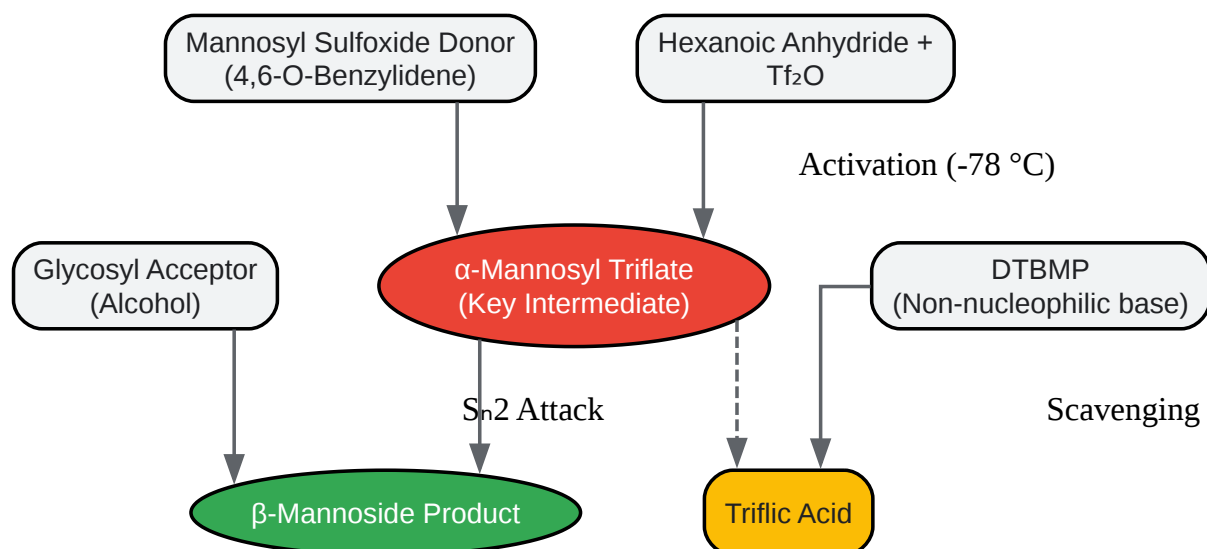 Mannosyl Sulfoxide Donor
(4,6-O-Benzylidene)
Hexanoic Anhydride +
Tf₂O
Activation (-78 °C)
Glycosyl Acceptor
(Alcohol)
α-Mannosyl Triflate
(Key Intermediate)
DTBMP
(Non-nucleophilic base)
Sₙ2 Attack
Scavenging
β-Mannoside Product
Triflic Acid